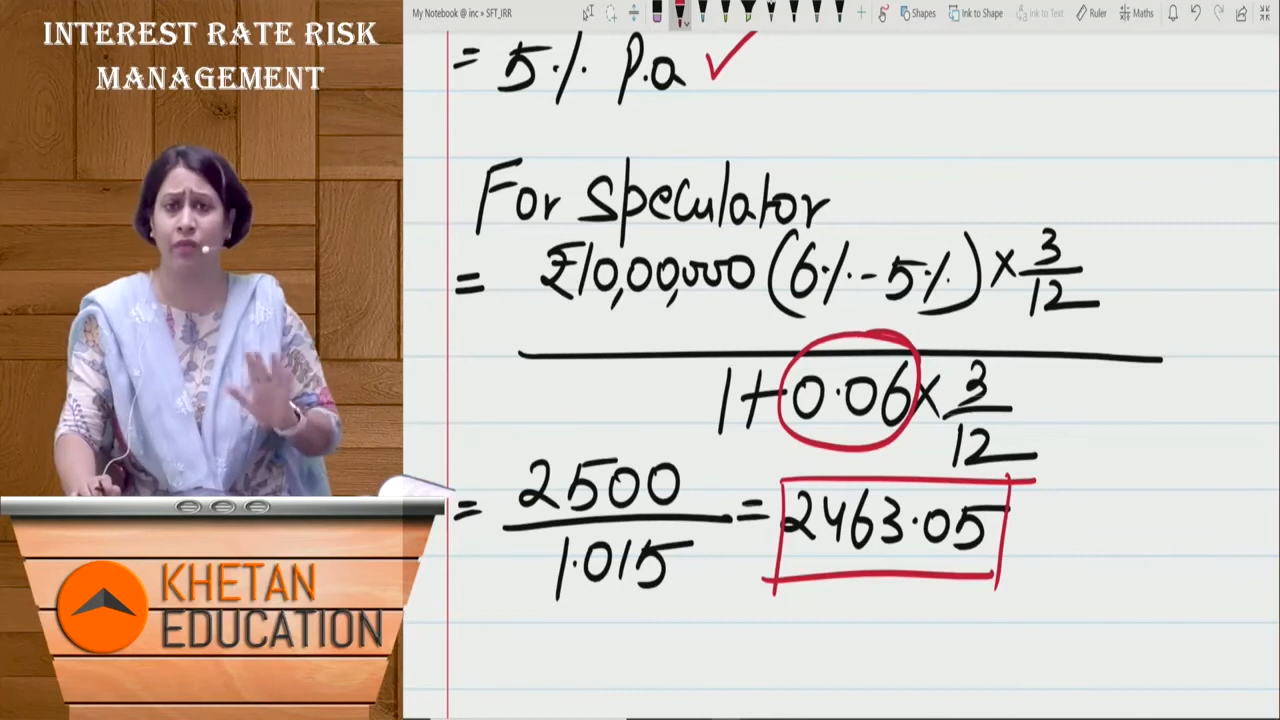 INTEREST RATE RISK
MANAGEMENT
My Notebook @ inc » SFT_IRR
Shapes
Ink to Shape
Ink to Text
Ruler
Maths
= 5% P.a ✓
For Speculator
= ₹10,00,000 (6% - 5%) × 3/12
1 + 0.06 × 3/12
= 2500/1.015 = 2463.05
KHETAN
EDUCATION